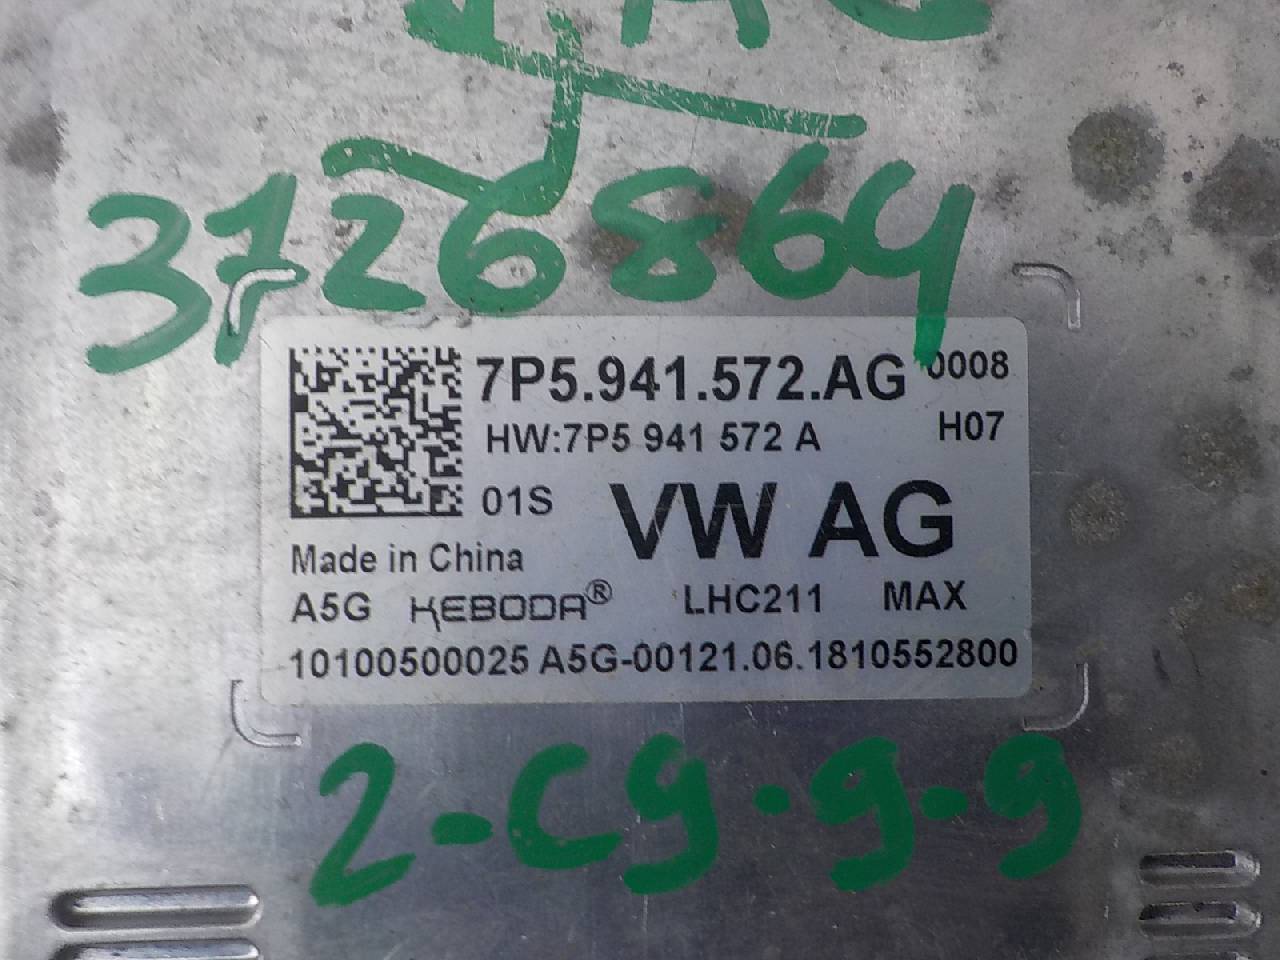 3726864
7P5.941.572.AG 0008
HW:7P5 941 572 A H07
01S VW AG
Made in China
A5G KEBODA® LHC211 MAX
10100500025 A5G-00121.06.1810552800
2-C9.9-9